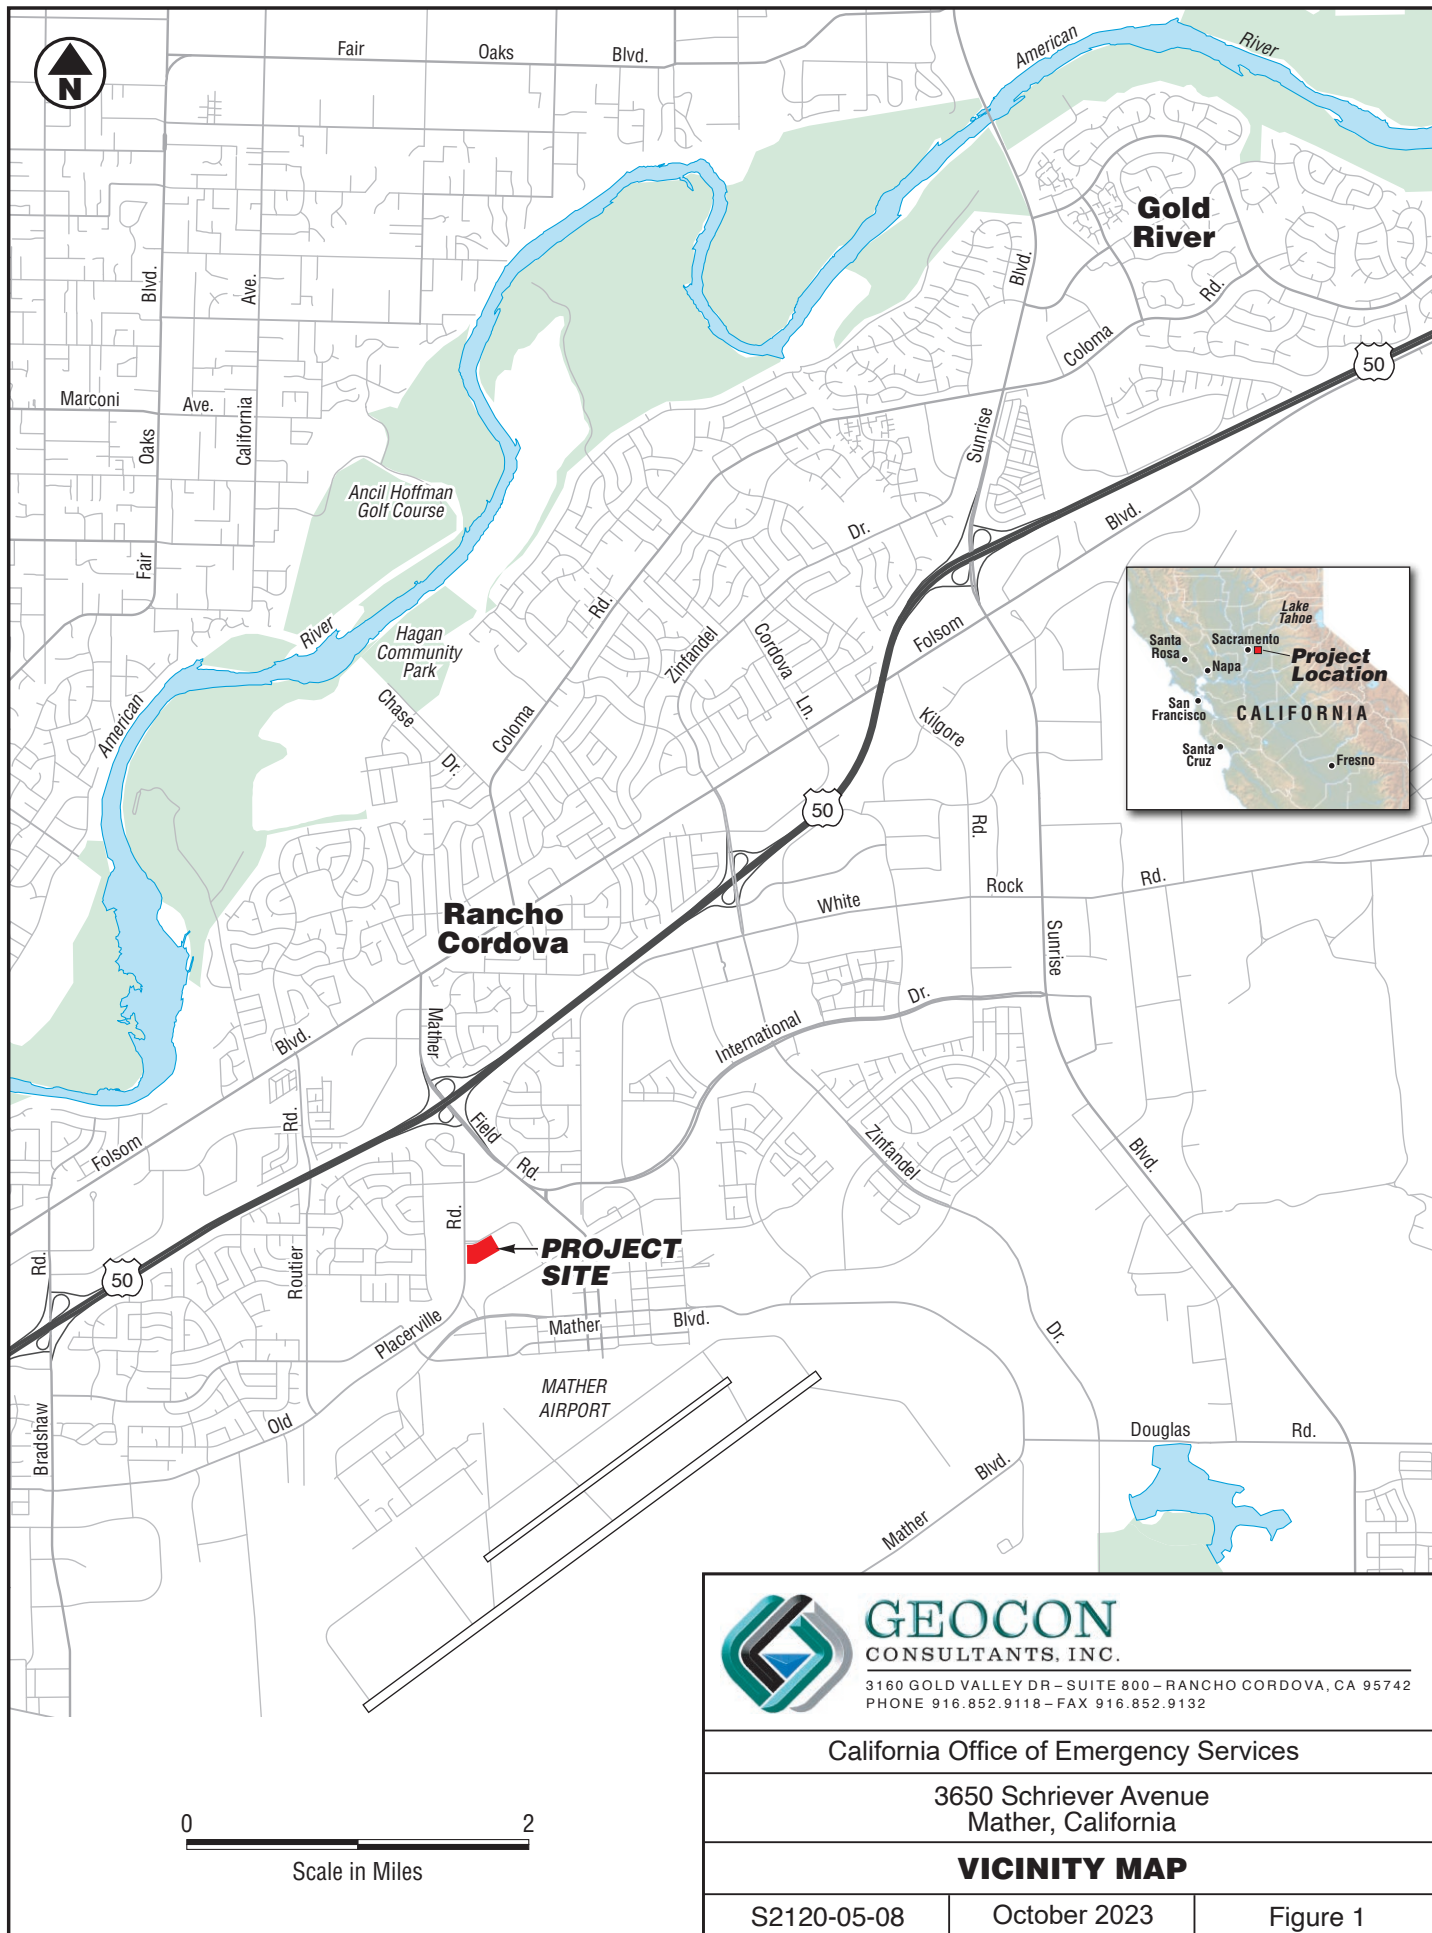 N
Fair Oaks Blvd.
American River
Gold
River
Blvd.
Ave.
Blvd.
Rd.
Coloma
50
Marconi Ave.
Oaks
California
Sunrise
Ancil Hoffman
Golf Course
Dr.
Blvd.
Fair
River
Hagan
Community
Park
Rd.
Zinfandel
Cordova
Ln.
Folsom
American
Chase
Dr.
Coloma
Kilgore
Rd.
50
Lake
Tahoe
Santa
Rosa
Sacramento
Napa
Project
Location
San
Francisco
CALIFORNIA
Santa
Cruz
Fresno
White Rock Rd.
Rancho
Cordova
Sunrise
Mather
Blvd.
International Dr.
Rd.
Field
Rd.
Folsom
Zinfandel
Blvd.
Rd.
Rd.
PROJECT
SITE
50
Routier
Placerville
Mather Blvd.
Dr.
MATHER
AIRPORT
Bradshaw
Old
Douglas Rd.
Blvd.
Mather
GEOCON
CONSULTANTS, INC.
3160 GOLD VALLEY DR – SUITE 800 – RANCHO CORDOVA, CA 95742
PHONE 916.852.9118 – FAX 916.852.9132
California Office of Emergency Services
3650 Schriever Avenue
Mather, California
VICINITY MAP
S2120-05-08
October 2023
Figure 1
0 2
Scale in Miles